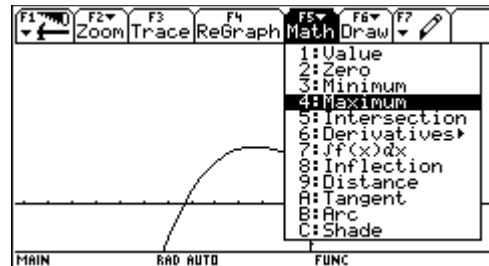 F1 F2 F3 F4 F5 F6 F7
Zoom Trace ReGraph Math Draw
1:Value
2:Zero
3:Minimum
4:Maximum
5:Intersection
6:Derivatives▸
7:∫f(x)dx
8:Inflection
9:Distance
A:Tangent
B:Arc
C:Shade
MAIN RAD AUTO FUNC